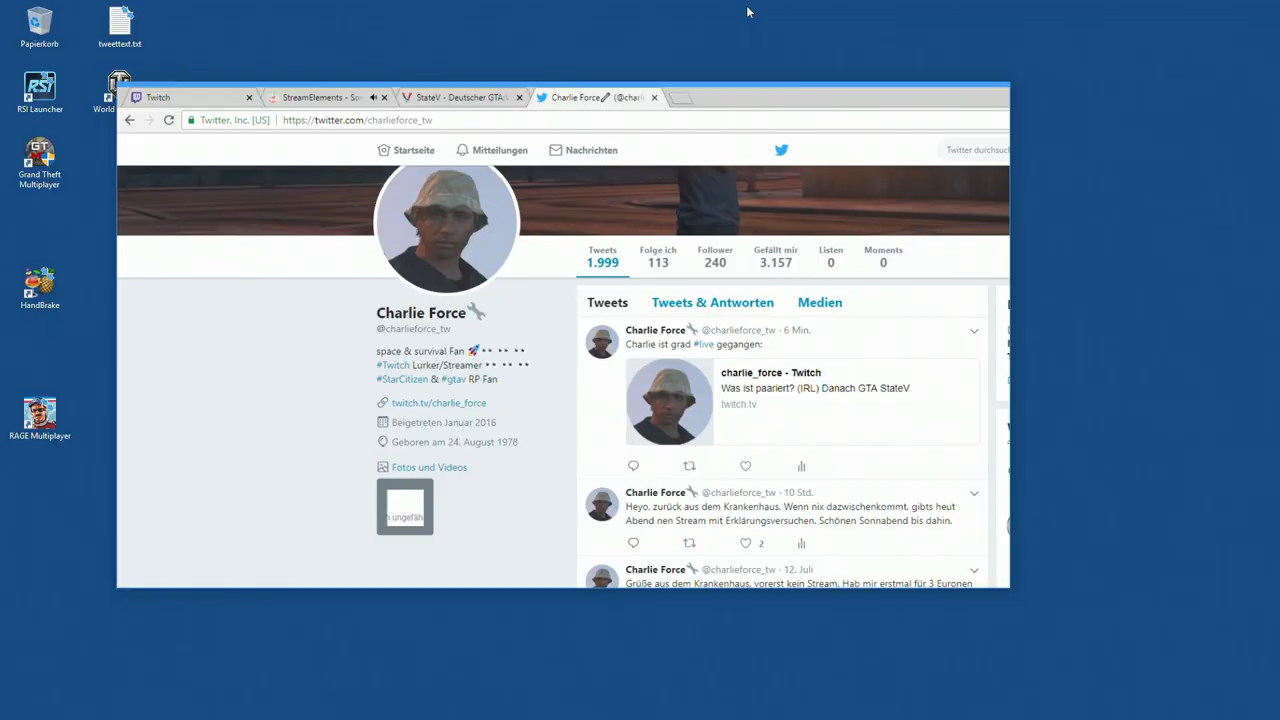 Papierkorb
tweettext.txt
RSI Launcher
World
Grand Theft
Multiplayer
HandBrake
RAGE Multiplayer
Twitch
StreamElements - So
StateV - Deutscher GTA
Charlie Force (@char
Twitter, Inc. [US]
https://twitter.com/charlieforce_tw
Startseite
Mitteilungen
Nachrichten
Twitter durchsuc
Tweets
1.999
Folge ich
113
Follower
240
Gefällt mir
3.157
Listen
0
Moments
0
Charlie Force
@charlieforce_tw
space & survival Fan
#Twitch Lurker/Streamer
#StarCitizen & #gtav RP Fan
twitch.tv/charlie_force
Beigetreten Januar 2016
Geboren am 24. August 1978
Fotos und Videos
ungefäh
Tweets
Tweets & Antworten
Medien
Charlie Force @charlieforce_tw · 6 Min.
Charlie ist grad #live gegangen:
charlie_force - Twitch
Was ist paariert? (IRL) Danach GTA StateV
twitch.tv
Charlie Force @charlieforce_tw · 10 Std.
Heyo, zurück aus dem Krankenhaus. Wenn nix dazwischenkommt, gibts heut
Abend nen Stream mit Erklärungsversuchen. Schönen Sonnabend bis dahin.
2
Charlie Force @charlieforce_tw · 12. Juli
Grüße aus dem Krankenhaus, vorerst kein Stream. Hab mir erstmal für 3 Euronen